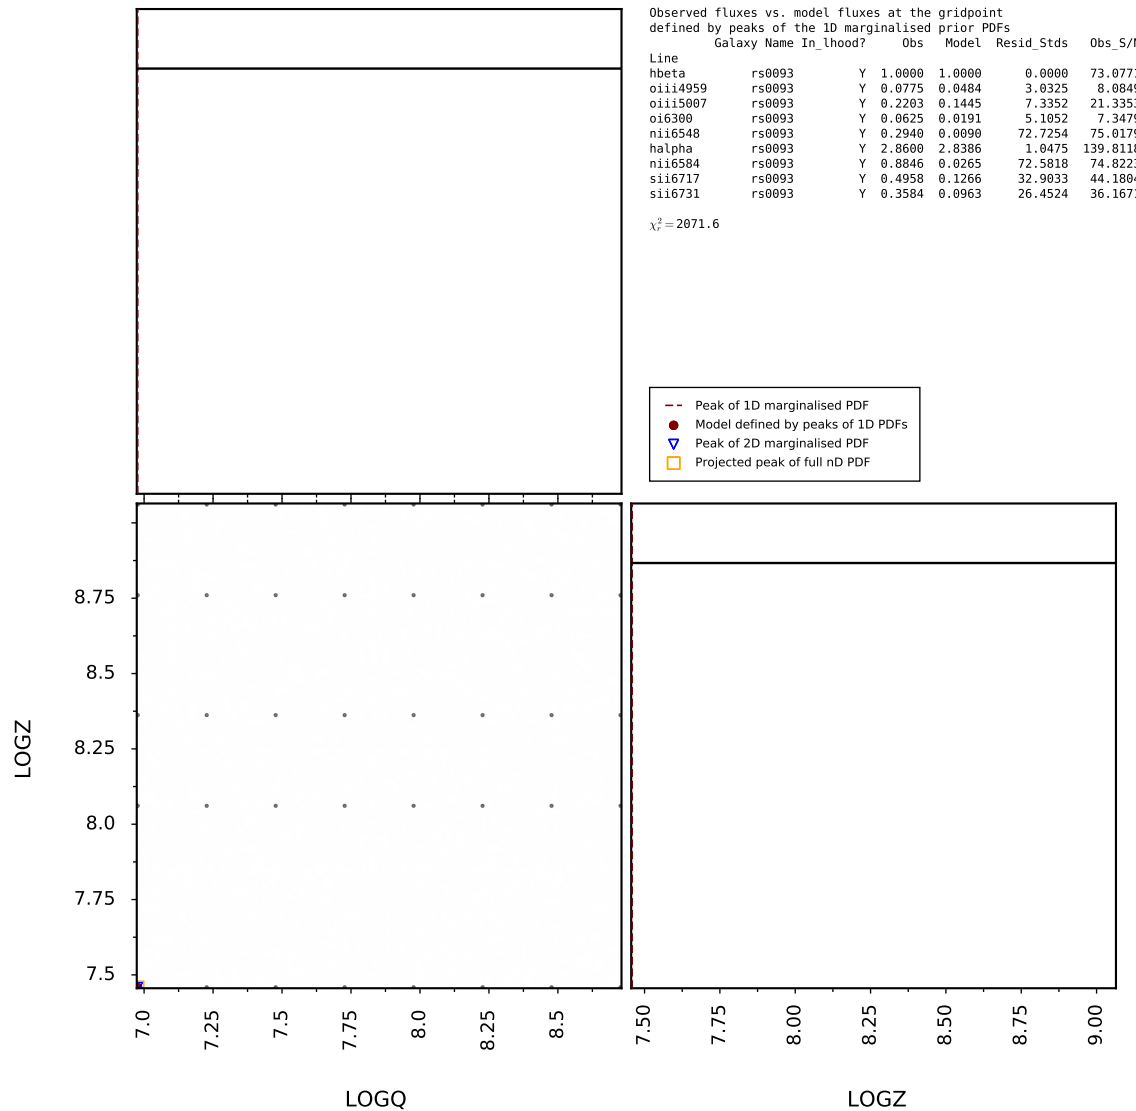 Observed fluxes vs. model fluxes at the gridpoint
defined by peaks of the 1D marginalised prior PDFs
Galaxy Name In_lhood? Obs Model Resid_Stds Obs_S/N
Line
hbeta rs0093 Y 1.0000 1.0000 0.0000 73.077
oiii4959 rs0093 Y 0.0775 0.0484 3.0325 8.0849
oiii5007 rs0093 Y 0.2203 0.1445 7.3352 21.335
oi6300 rs0093 Y 0.0625 0.0191 5.1052 7.3479
nii6548 rs0093 Y 0.2940 0.0090 72.7254 75.0179
halpha rs0093 Y 2.8600 2.8386 1.0475 139.8118
nii6584 rs0093 Y 0.8846 0.0265 72.5818 74.822
sii6717 rs0093 Y 0.4958 0.1266 32.9033 44.1804
sii6731 rs0093 Y 0.3584 0.0963 26.4524 36.167
χ²ᵣ = 2071.6
Peak of 1D marginalised PDF
Model defined by peaks of 1D PDFs
Peak of 2D marginalised PDF
Projected peak of full nD PDF
8.75
8.5
8.25
8.0
7.75
7.5
LOGZ
7.0 7.25 7.5 7.75 8.0 8.25 8.5
LOGQ
7.50 7.75 8.00 8.25 8.50 8.75 9.00
LOGZ